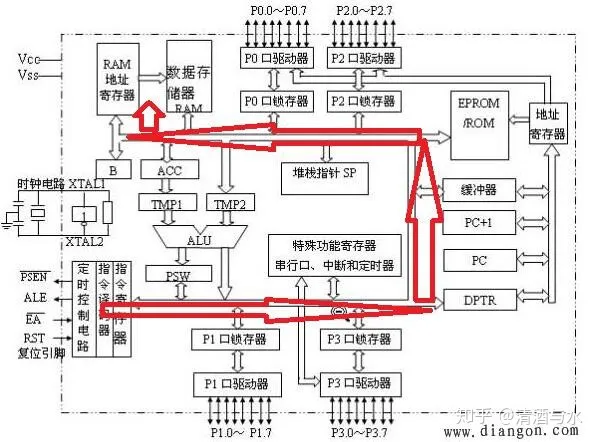 P0.0～P0.7
P2.0～P2.7
Vcc
Vss
RAM
地址
寄存器
数据存
储器
RAM
P0 口驱动器
P2 口驱动器
P0 口锁存器
P2 口锁存器
EPROM
/ROM
地址
寄存器
B
ACC
堆栈指针 SP
缓冲器
时钟电路
XTAL1
XTAL2
TMP1
TMP2
PC+1
ALU
特殊功能寄存器
串行口、中断和定时器
PC
PSW
DPTR
PSEN
ALE
EA
RST
复位引脚
定时控制电路
指令译码器
指令寄存器
P1 口锁存器
P3 口锁存器
P1 口驱动器
P3 口驱动器
P1.0～ P1.7
P3.0～P3.7
知乎 @清酒与水
www.diangon.com